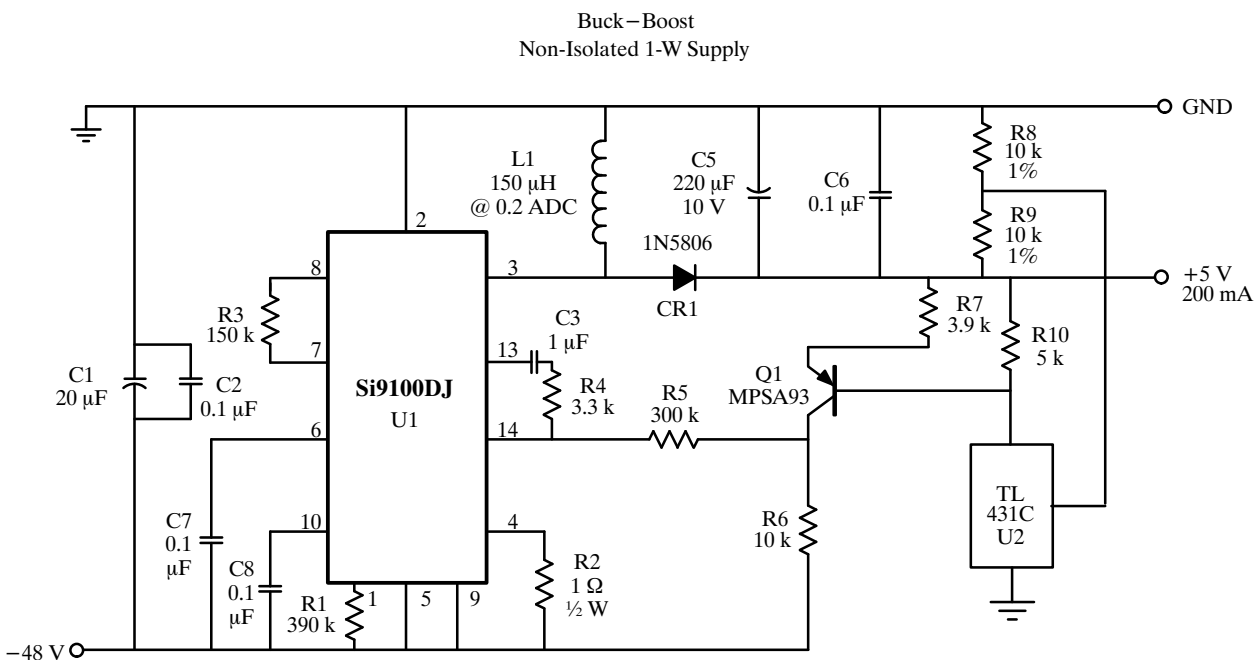 Buck−Boost
Non-Isolated 1-W Supply
GND
R8
10 k
1%
L1
150 µH
@ 0.2 ADC
C5
220 µF
10 V
C6
0.1 µF
2
R9
10 k
1%
1N5806
8
3
CR1
+5 V
200 mA
R3
150 k
C3
1 µF
R7
3.9 k
R10
5 k
7
13
C1
20 µF
C2
0.1 µF
Si9100DJ
U1
R4
3.3 k
Q1
MPSA93
R5
300 k
6
14
TL
431C
U2
C7
0.1
µF
10
4
R6
10 k
C8
0.1
µF
R2
1 Ω
½ W
R1
390 k
1
5
9
−48 V